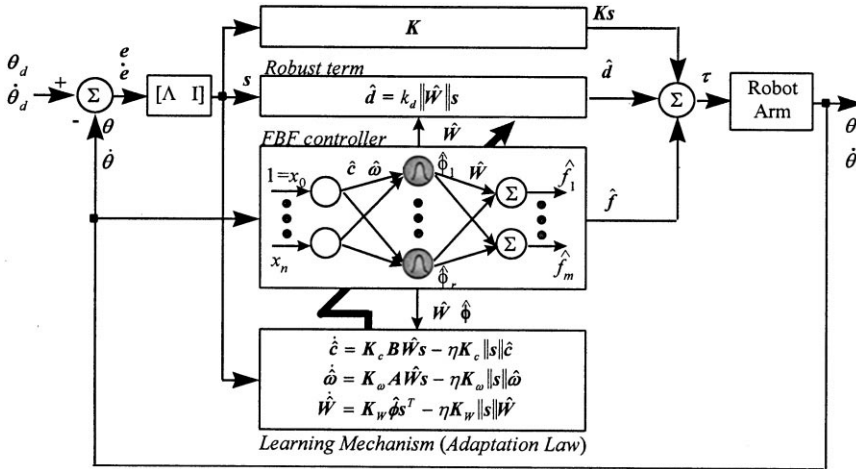 K
Ks
Robust term
d̂ = k_d‖Ŵ‖s
d̂
θ_d
θ̇_d
+
-
Σ
e
ė
[Λ I]
s
Σ
τ
Robot
Arm
θ
θ̇
θ
θ̇
Ŵ
FBF controller
1=x_0
x_n
ĉ ω̂
φ̂_1
φ̂_r
Ŵ
Σ
Σ
f̂_1
f̂_m
f̂
Ŵ φ̂
ĉ̇ = K_c BŴs − ηK_c‖s‖ĉ
ω̂̇ = K_ω AŴs − ηK_ω‖s‖ω̂
Ŵ̇ = K_W φ̂s^T − ηK_W‖s‖Ŵ
Learning Mechanism (Adaptation Law)